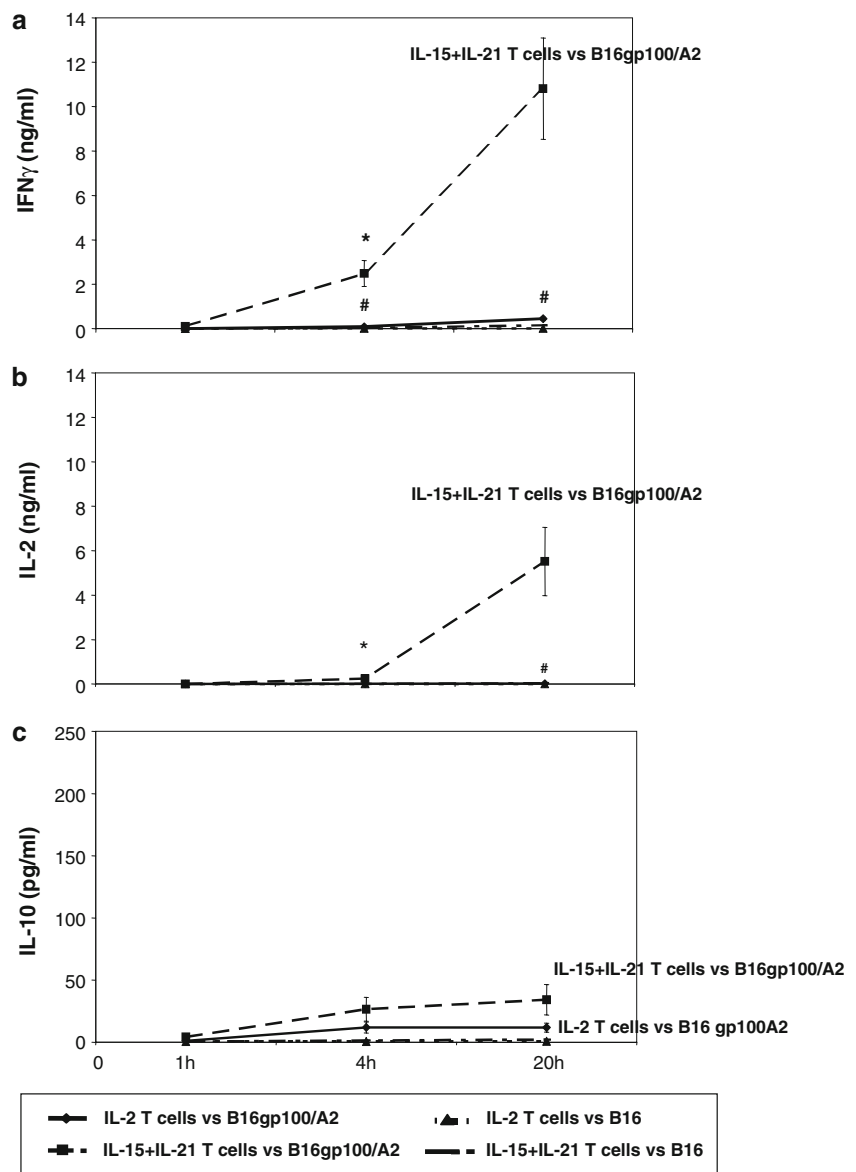 a
14
IL-15+IL-21 T cells vs B16gp100/A2
12
10
8
6
4
2
0
IFNγ (ng/ml)
*
#
#
b
14
12
10
IL-15+IL-21 T cells vs B16gp100/A2
8
6
4
2
0
IL-2 (ng/ml)
*
#
c
250
200
150
100
50
0
IL-10 (pg/ml)
IL-15+IL-21 T cells vs B16gp100/A2
IL-2 T cells vs B16 gp100A2
0 1h 4h 20h
IL-2 T cells vs B16gp100/A2 IL-2 T cells vs B16
IL-15+IL-21 T cells vs B16gp100/A2 IL-15+IL-21 T cells vs B16